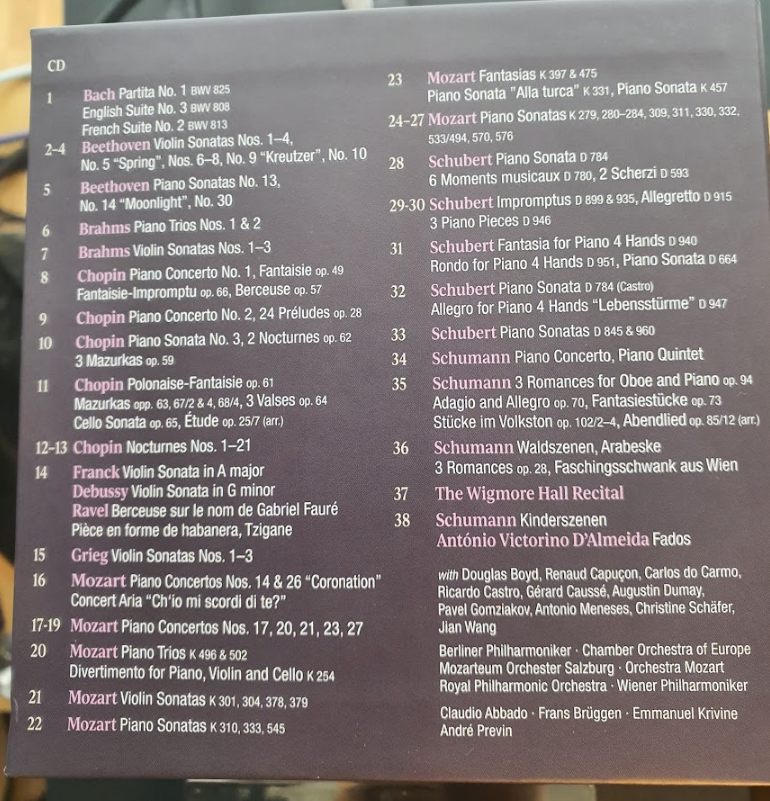 CD
1 Bach Partita No. 1 BWV 825
English Suite No. 3 BWV 808
French Suite No. 2 BWV 813
2–4 Beethoven Violin Sonatas Nos. 1–4,
No. 5 “Spring”, Nos. 6–8, No. 9 “Kreutzer”, No. 10
5 Beethoven Piano Sonatas No. 13,
No. 14 “Moonlight”, No. 30
6 Brahms Piano Trios Nos. 1 & 2
7 Brahms Violin Sonatas Nos. 1–3
8 Chopin Piano Concerto No. 1, Fantaisie op. 49
Fantaisie-Impromptu op. 66, Berceuse op. 57
9 Chopin Piano Concerto No. 2, 24 Préludes op. 28
10 Chopin Piano Sonata No. 3, 2 Nocturnes op. 62
3 Mazurkas op. 59
11 Chopin Polonaise-Fantaisie op. 61
Mazurkas opp. 63, 67/2 & 4, 68/4, 3 Valses op. 64
Cello Sonata op. 65, Étude op. 25/7 (arr.)
12–13 Chopin Nocturnes Nos. 1–21
14 Franck Violin Sonata in A major
Debussy Violin Sonata in G minor
Ravel Berceuse sur le nom de Gabriel Fauré
Pièce en forme de habanera, Tzigane
15 Grieg Violin Sonatas Nos. 1–3
16 Mozart Piano Concertos Nos. 14 & 26 “Coronation”
Concert Aria “Ch'io mi scordi di te?”
17-19 Mozart Piano Concertos Nos. 17, 20, 21, 23, 27
20 Mozart Piano Trios K 496 & 502
Divertimento for Piano, Violin and Cello K 254
21 Mozart Violin Sonatas K 301, 304, 378, 379
22 Mozart Piano Sonatas K 310, 333, 545
23 Mozart Fantasias K 397 & 475
Piano Sonata "Alla turca" K 331, Piano Sonata K 457
24–27 Mozart Piano Sonatas K 279, 280–284, 309, 311, 330, 332,
533/494, 570, 576
28 Schubert Piano Sonata D 784
6 Moments musicaux D 780, 2 Scherzi D 593
29-30 Schubert Impromptus D 899 & 935, Allegretto D 915
3 Piano Pieces D 946
31 Schubert Fantasia for Piano 4 Hands D 940
Rondo for Piano 4 Hands D 951, Piano Sonata D 664
32 Schubert Piano Sonata D 784 (Castro)
Allegro for Piano 4 Hands “Lebensstürme” D 947
33 Schubert Piano Sonatas D 845 & 960
34 Schumann Piano Concerto, Piano Quintet
35 Schumann 3 Romances for Oboe and Piano op. 94
Adagio and Allegro op. 70, Fantasiestücke op. 73
Stücke im Volkston op. 102/2–4, Abendlied op. 85/12 (arr.)
36 Schumann Waldszenen, Arabeske
3 Romances op. 28, Faschingsschwank aus Wien
37 The Wigmore Hall Recital
38 Schumann Kinderszenen
António Victorino D'Almeida Fados
with Douglas Boyd, Renaud Capuçon, Carlos do Carmo,
Ricardo Castro, Gérard Caussé, Augustin Dumay,
Pavel Gomziakov, Antonio Meneses, Christine Schäfer,
Jian Wang
Berliner Philharmoniker · Chamber Orchestra of Europe
Mozarteum Orchester Salzburg · Orchestra Mozart
Royal Philharmonic Orchestra · Wiener Philharmoniker
Claudio Abbado · Frans Brüggen · Emmanuel Krivine
André Previn